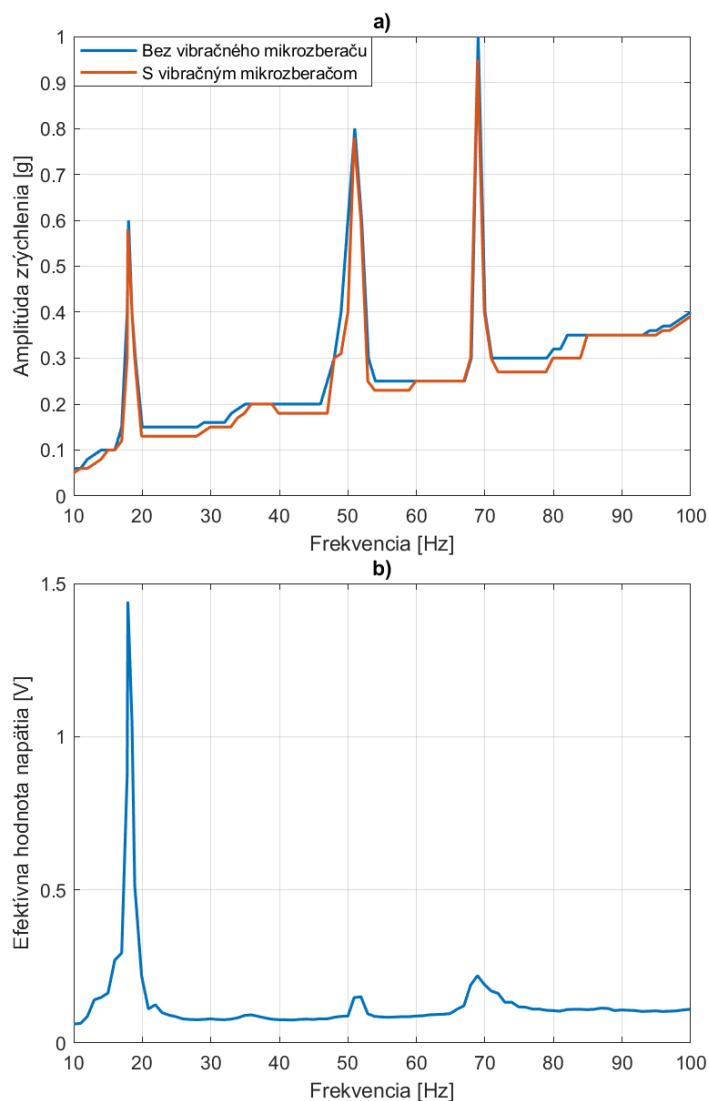 a)
Bez vibračného mikrozberaču
S vibračným mikrozberačom
1
0.9
0.8
0.7
0.6
0.5
0.4
0.3
0.2
0.1
0
Amplitúda zrýchlenia [g]
10 20 30 40 50 60 70 80 90 100
Frekvencia [Hz]
b)
1.5
1
0.5
0
Efektívna hodnota napätia [V]
10 20 30 40 50 60 70 80 90 100
Frekvencia [Hz]